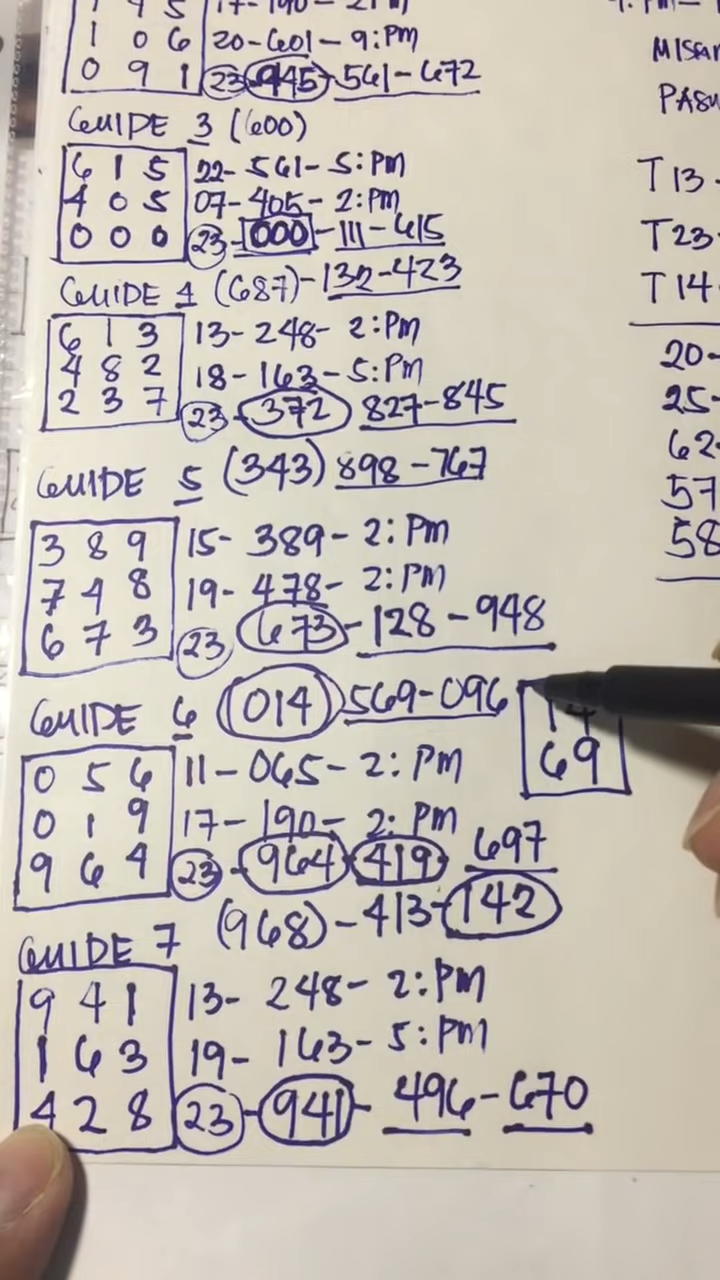 1 0 6 20-601-9:PM
0 9 1 23 945-561-672
GUIDE 3 (600)
6 1 5 22-561-5:PM
4 0 5 07-405-2:PM
0 0 0 23-000-111-615
GUIDE 4 (687)-132-423
6 1 3 13-248-2:PM
4 8 2 18-163-5:PM
2 3 7 23-372 827-845
GUIDE 5 (343) 898-767
3 8 9 15-389-2:PM
7 4 8 19-478-2:PM
6 7 3 23 673-128-948
GUIDE 6 (014) 569-096
0 5 6 11-065-2:PM
69
0 1 9 17-190-2:PM
9 6 4 23-964 419 697
(968)-413-142
GUIDE 7
9 4 1 13-248-2:PM
1 6 3 19-163-5:PM
4 2 8 23-941-496-670
T13
T23
T14
20-
25-
62
57
58